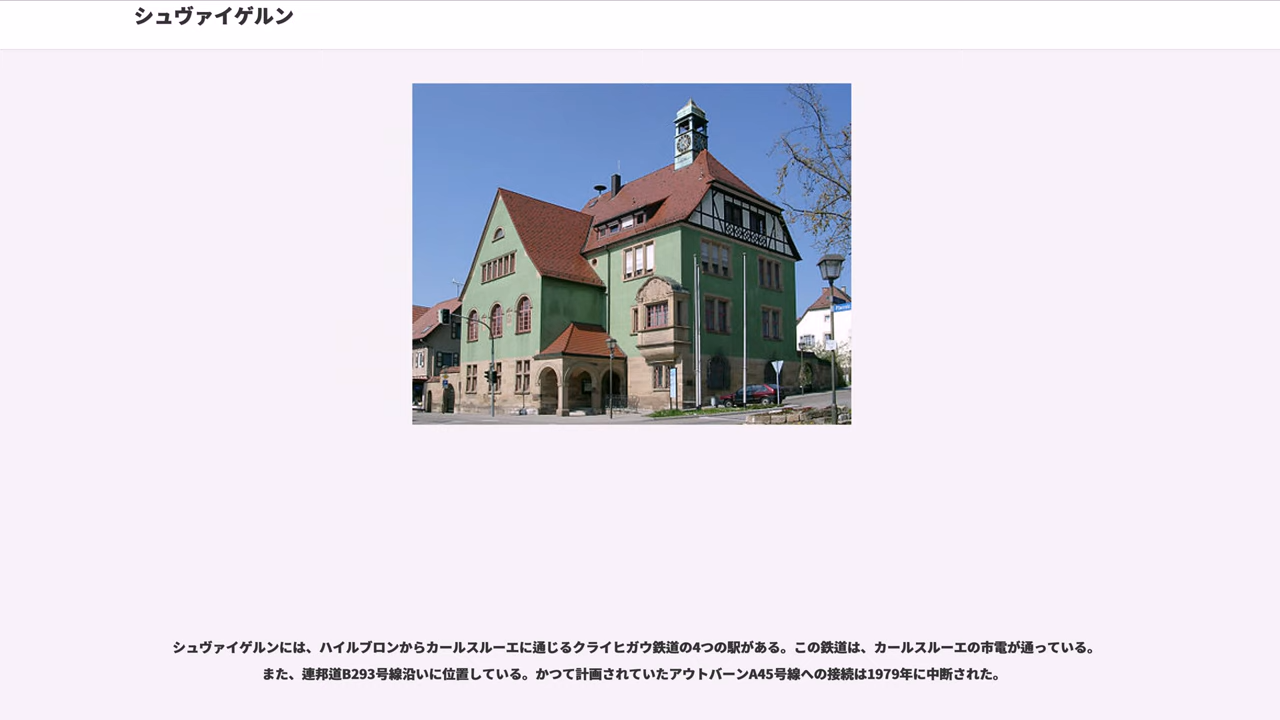 シュヴァイゲルン
シュヴァイゲルンには、ハイルブロンからカールスルーエに通じるクライヒガウ鉄道の4つの駅がある。この鉄道は、カールスルーエの市電が通っている。
また、連邦道B293号線沿いに位置している。かつて計画されていたアウトバーンA45号線への接続は1979年に中断された。